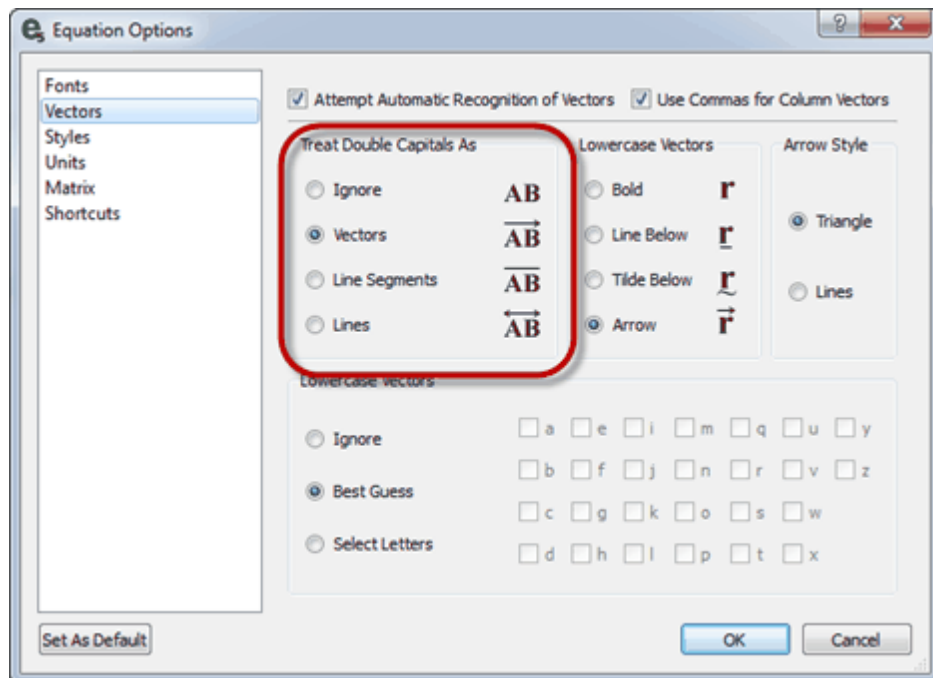 Equation Options
Fonts
Vectors
Styles
Units
Matrix
Shortcuts
Attempt Automatic Recognition of Vectors
Use Commas for Column Vectors
Treat Double Capitals As
Ignore AB
Vectors AB
Line Segments AB
Lines AB
Lowercase Vectors
Bold r
Line Below r
Tilde Below r
Arrow r
Arrow Style
Triangle
Lines
Lowercase Vectors
Ignore
Best Guess
Select Letters
a e i m q u y
b f j n r v z
c g k o s w
d h l p t x
Set As Default
OK
Cancel